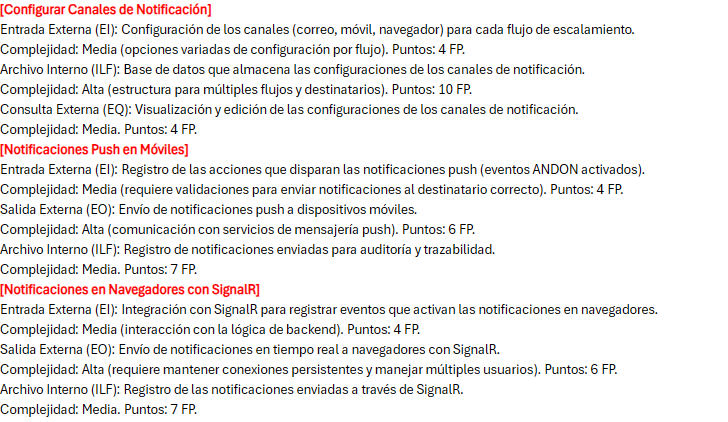 [Configurar Canales de Notificación]
Entrada Externa (EI): Configuración de los canales (correo, móvil, navegador) para cada flujo de escalamiento.
Complejidad: Media (opciones variadas de configuración por flujo). Puntos: 4 FP.
Archivo Interno (ILF): Base de datos que almacena las configuraciones de los canales de notificación.
Complejidad: Alta (estructura para múltiples flujos y destinatarios). Puntos: 10 FP.
Consulta Externa (EQ): Visualización y edición de las configuraciones de los canales de notificación.
Complejidad: Media. Puntos: 4 FP.
[Notificaciones Push en Móviles]
Entrada Externa (EI): Registro de las acciones que disparan las notificaciones push (eventos ANDON activados).
Complejidad: Media (requiere validaciones para enviar notificaciones al destinatario correcto). Puntos: 4 FP.
Salida Externa (EO): Envío de notificaciones push a dispositivos móviles.
Complejidad: Alta (comunicación con servicios de mensajería push). Puntos: 6 FP.
Archivo Interno (ILF): Registro de notificaciones enviadas para auditoría y trazabilidad.
Complejidad: Media. Puntos: 7 FP.
[Notificaciones en Navegadores con SignalR]
Entrada Externa (EI): Integración con SignalR para registrar eventos que activan las notificaciones en navegadores.
Complejidad: Media (interacción con la lógica de backend). Puntos: 4 FP.
Salida Externa (EO): Envío de notificaciones en tiempo real a navegadores con SignalR.
Complejidad: Alta (requiere mantener conexiones persistentes y manejar múltiples usuarios). Puntos: 6 FP.
Archivo Interno (ILF): Registro de las notificaciones enviadas a través de SignalR.
Complejidad: Media. Puntos: 7 FP.